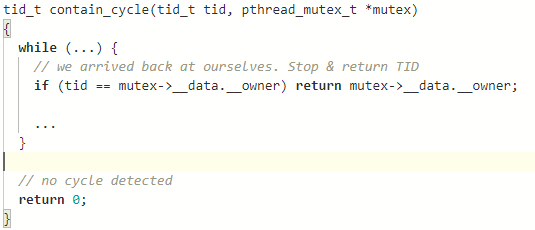 tid_t contain_cycle(tid_t tid, pthread_mutex_t *mutex)
{
  while (...) {
    // we arrived back at ourselves. Stop & return TID
    if (tid == mutex->__data.__owner) return mutex->__data.__owner;
    ...
  }
  // no cycle detected
  return 0;
}